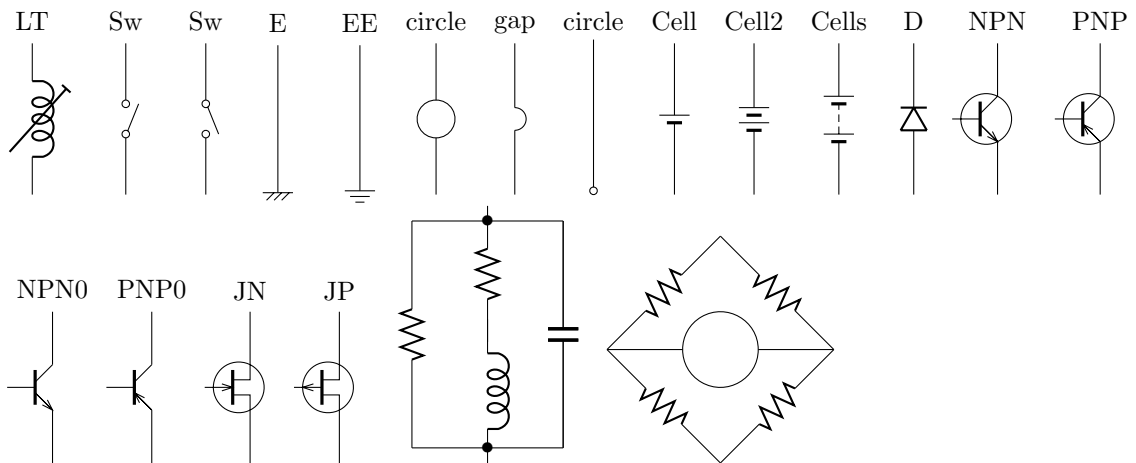 LT Sw Sw E EE circle gap circle Cell Cell2 Cells D NPN PNP
NPN0 PNP0 JN JP